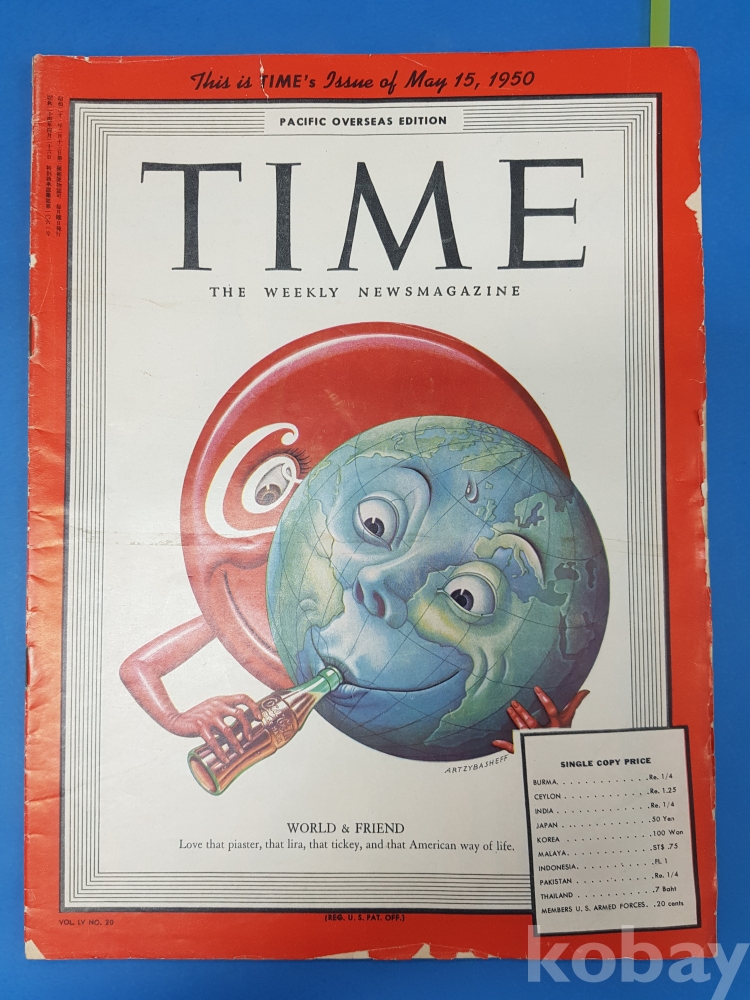 This is TIME's Issue of May 15, 1950
PACIFIC OVERSEAS EDITION
TIME
THE WEEKLY NEWSMAGAZINE
Co
ARTZYBASHEFF
WORLD & FRIEND
Love that piaster, that lira, that tickey, and that American way of life.
SINGLE COPY PRICE
BURMA. . . . . . . . . . . . . .Re. 1/4
CEYLON . . . . . . . . . . . . .Re. 1.25
INDIA . . . . . . . . . . . . . .Re. 1/4
JAPAN . . . . . . . . . . . . . .50 Yen
KOREA . . . . . . . . . . . . .100 Won
MALAYA. . . . . . . . . . . . .ST$ .75
INDONESIA. . . . . . . . . . . .Fl. 1
PAKISTAN . . . . . . . . . . . .Re. 1/4
THAILAND . . . . . . . . . . . .7 Baht
MEMBERS U. S. ARMED FORCES. .20 cents
VOL. LV NO. 20
(REG. U. S. PAT. OFF.)
kobay